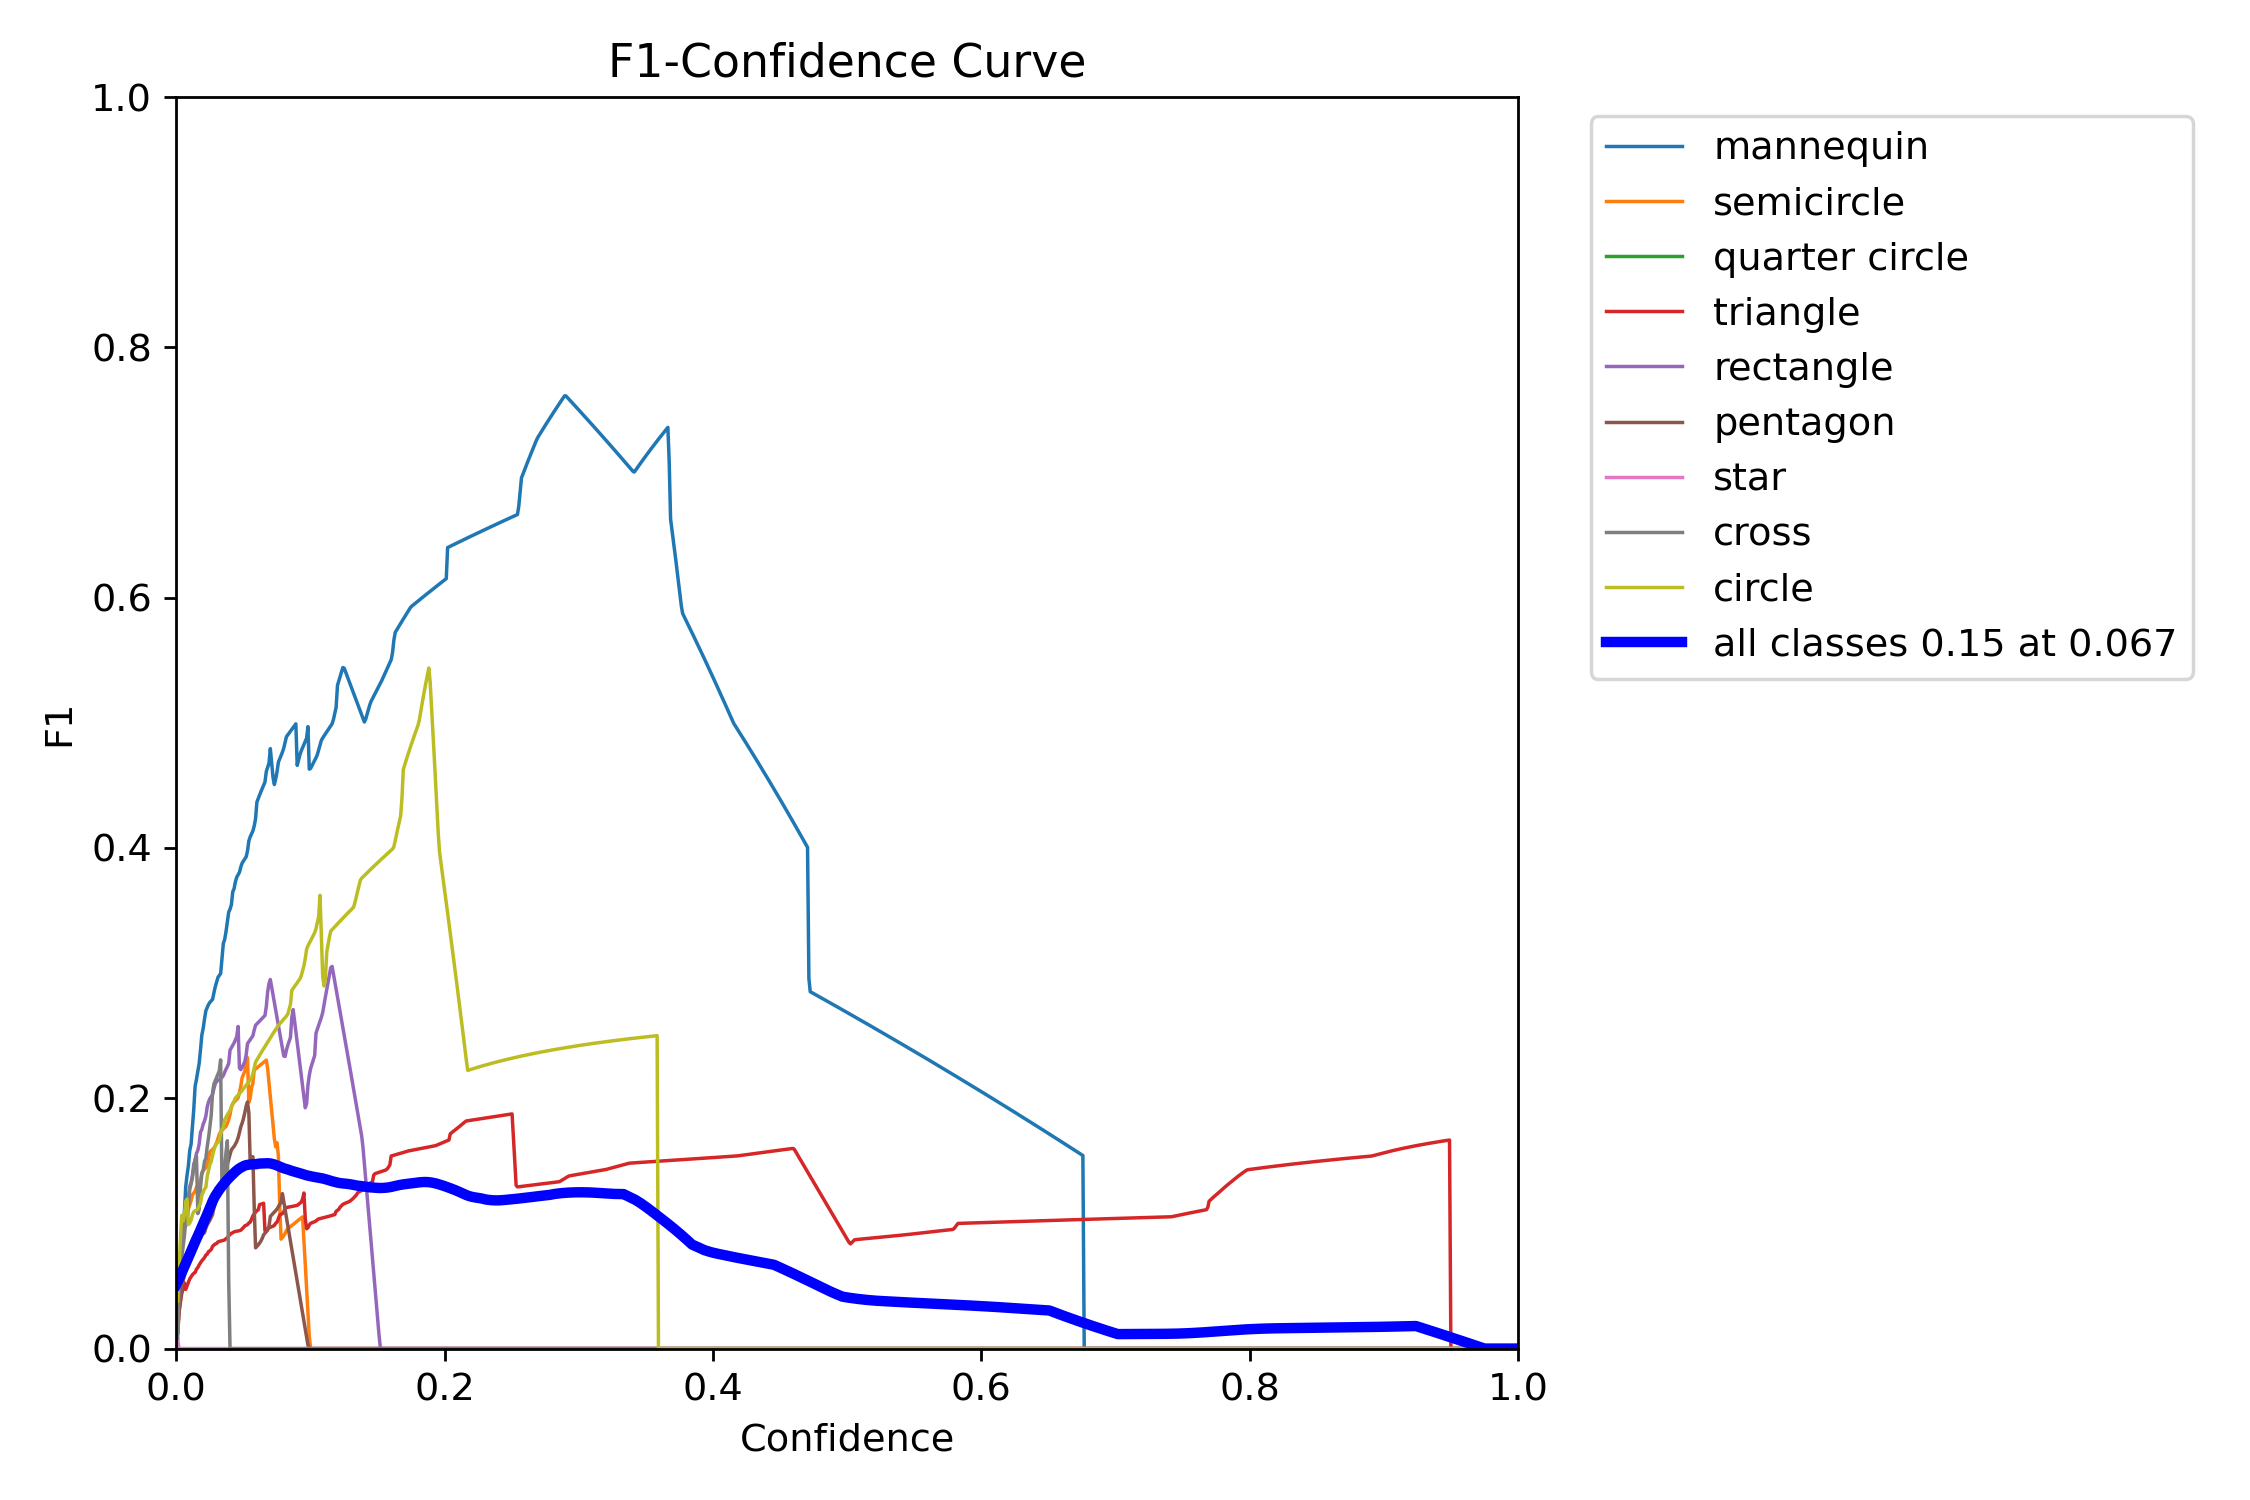 F1-Confidence Curve
1.0
0.8
0.6
0.4
0.2
0.0
F1
0.0 0.2 0.4 0.6 0.8 1.0
Confidence
mannequin
semicircle
quarter circle
triangle
rectangle
pentagon
star
cross
circle
all classes 0.15 at 0.067